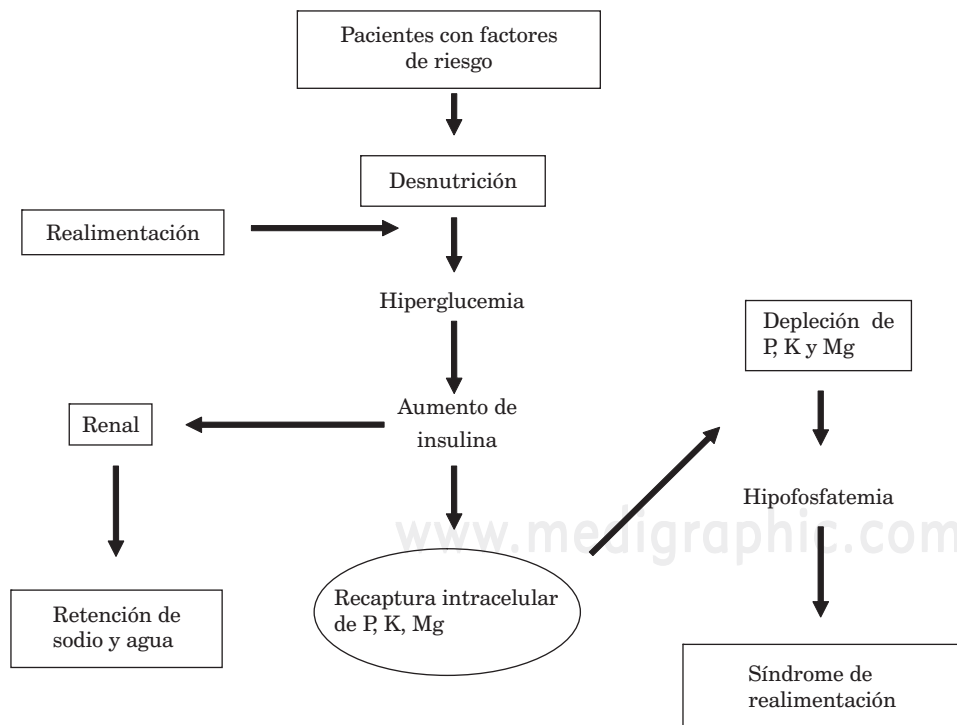 Pacientes con factores
de riesgo
Desnutrición
Realimentación
Hiperglucemia
Depleción de
P, K y Mg
Renal
Aumento de
insulina
Hipofosfatemia
www.medigraphic.com
Retención de
sodio y agua
Recaptura intracelular
de P, K, Mg
Síndrome de
realimentación